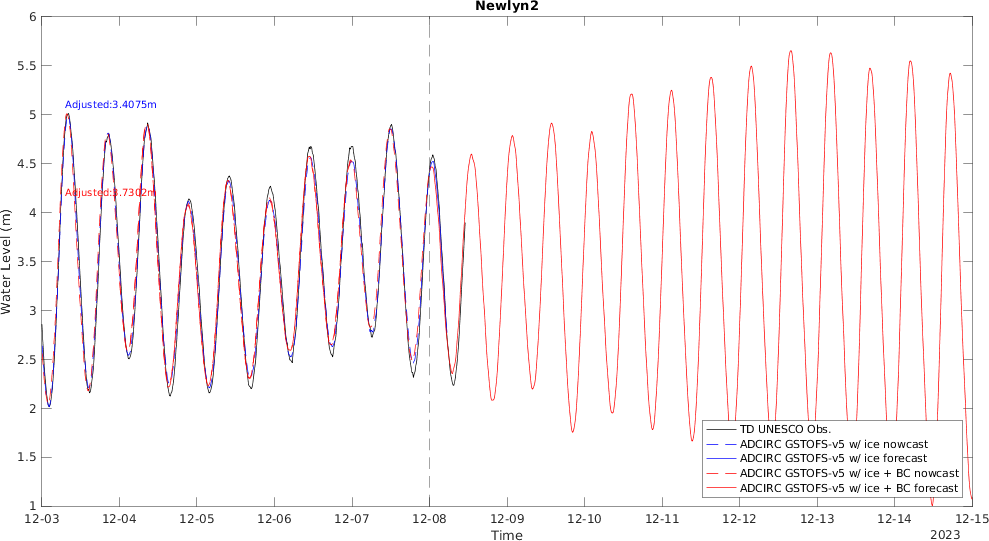 Newlyn2
6
5.5
5
4.5
4
3.5
3
2.5
2
1.5
1
Water Level (m)
Adjusted:3.4075m
Adjusted:3.7302m
TD UNESCO Obs.
ADCIRC GSTOFS-v5 w/ ice nowcast
ADCIRC GSTOFS-v5 w/ ice forecast
ADCIRC GSTOFS-v5 w/ ice + BC nowcast
ADCIRC GSTOFS-v5 w/ ice + BC forecast
12-03 12-04 12-05 12-06 12-07 12-08 12-09 12-10 12-11 12-12 12-13 12-14 12-15
Time
2023